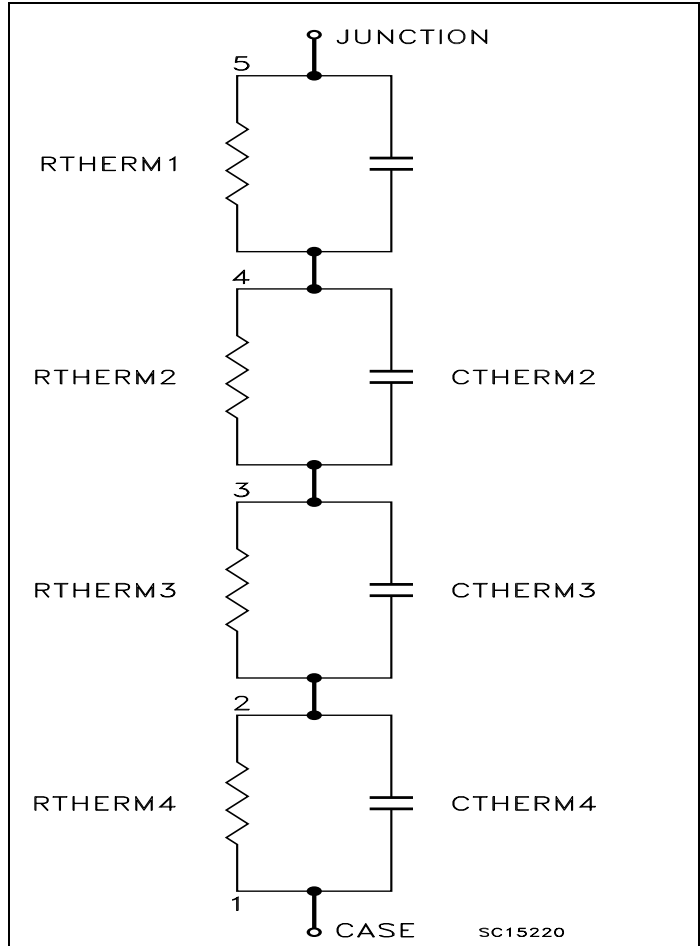 JUNCTION
5
RTHERM1
4
RTHERM2 CTHERM2
3
RTHERM3 CTHERM3
2
RTHERM4 CTHERM4
1
CASE SC15220